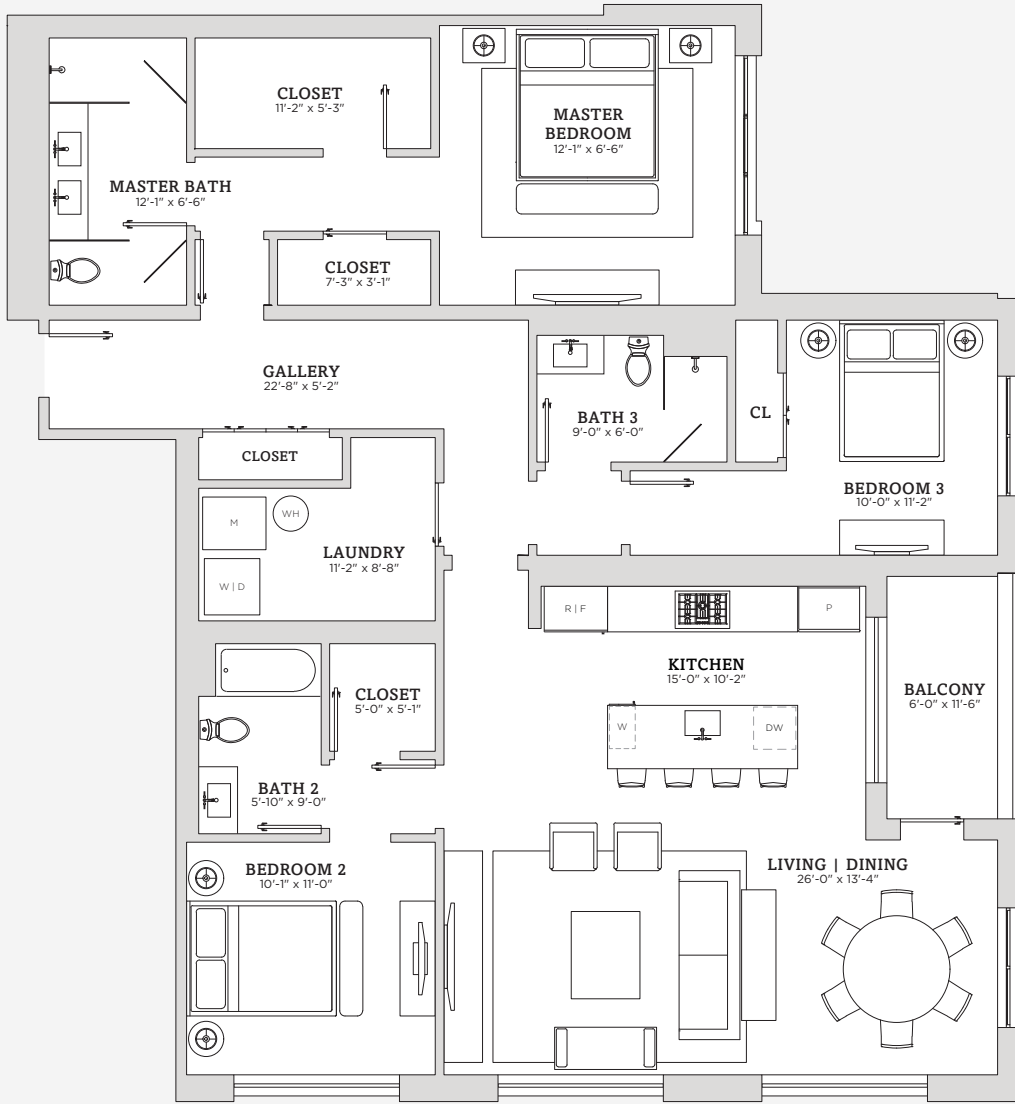 CLOSET
11'-2" x 5'-3"
MASTER
BEDROOM
12'-1" x 6'-6"
MASTER BATH
12'-1" x 6'-6"
CLOSET
7'-3" x 3'-1"
GALLERY
22'-8" x 5'-2"
BATH 3
9'-0" x 6'-0"
CL
CLOSET
BEDROOM 3
10'-0" x 11'-2"
M
WH
LAUNDRY
11'-2" x 8'-8"
W|D
R|F
P
KITCHEN
15'-0" x 10'-2"
BALCONY
6'-0" x 11'-6"
CLOSET
5'-0" x 5'-1"
W
DW
BATH 2
5'-10" x 9'-0"
BEDROOM 2
10'-1" x 11'-0"
LIVING | DINING
26'-0" x 13'-4"